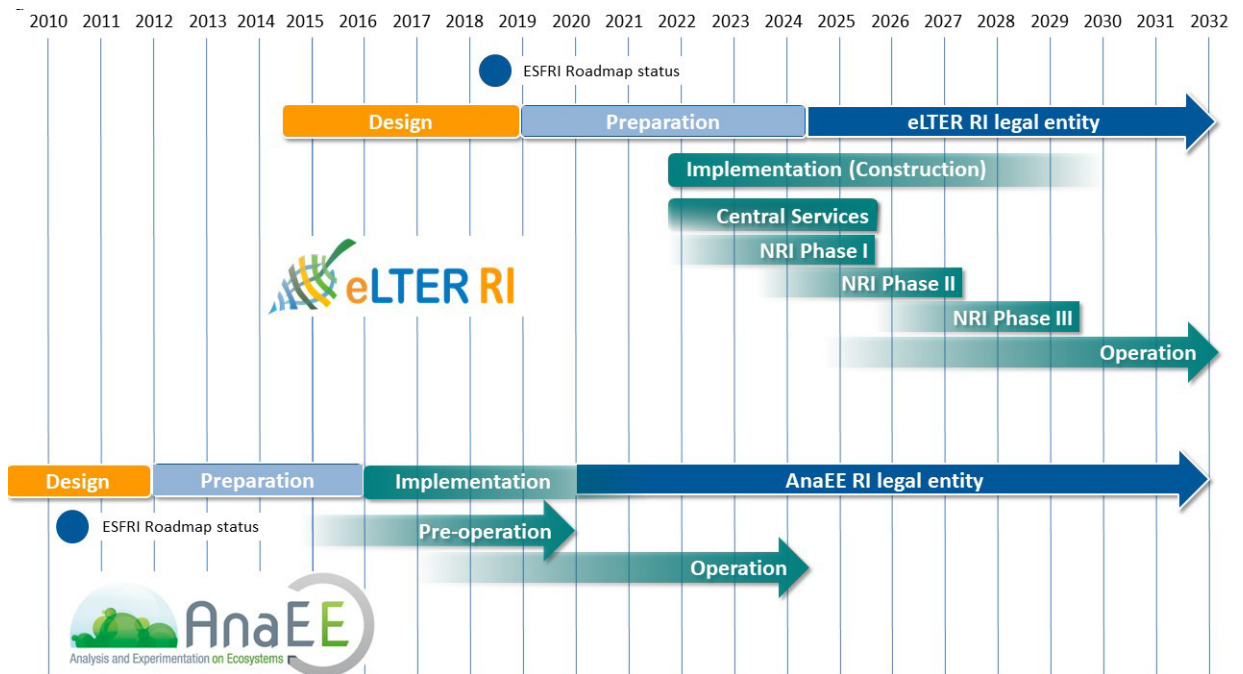 2010 2011 2012 2013 2014 2015 2016 2017 2018 2019 2020 2021 2022 2023 2024 2025 2026 2027 2028 2029 2030 2031 2032
ESFRI Roadmap status
Design Preparation eLTER RI legal entity
Implementation (Construction)
Central Services
NRI Phase I
eLTER RI
NRI Phase II
NRI Phase III
Operation
Design Preparation Implementation AnaEE RI legal entity
ESFRI Roadmap status
Pre-operation
Operation
AnaEE
Analysis and Experimentation on Ecosystems